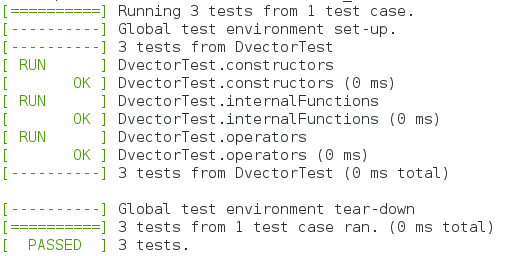 [==========] Running 3 tests from 1 test case.
[----------] Global test environment set-up.
[----------] 3 tests from DvectorTest
[ RUN      ] DvectorTest.constructors
[       OK ] DvectorTest.constructors (0 ms)
[ RUN      ] DvectorTest.internalFunctions
[       OK ] DvectorTest.internalFunctions (0 ms)
[ RUN      ] DvectorTest.operators
[       OK ] DvectorTest.operators (0 ms)
[----------] 3 tests from DvectorTest (0 ms total)
[----------] Global test environment tear-down
[==========] 3 tests from 1 test case ran. (0 ms total)
[  PASSED  ] 3 tests.